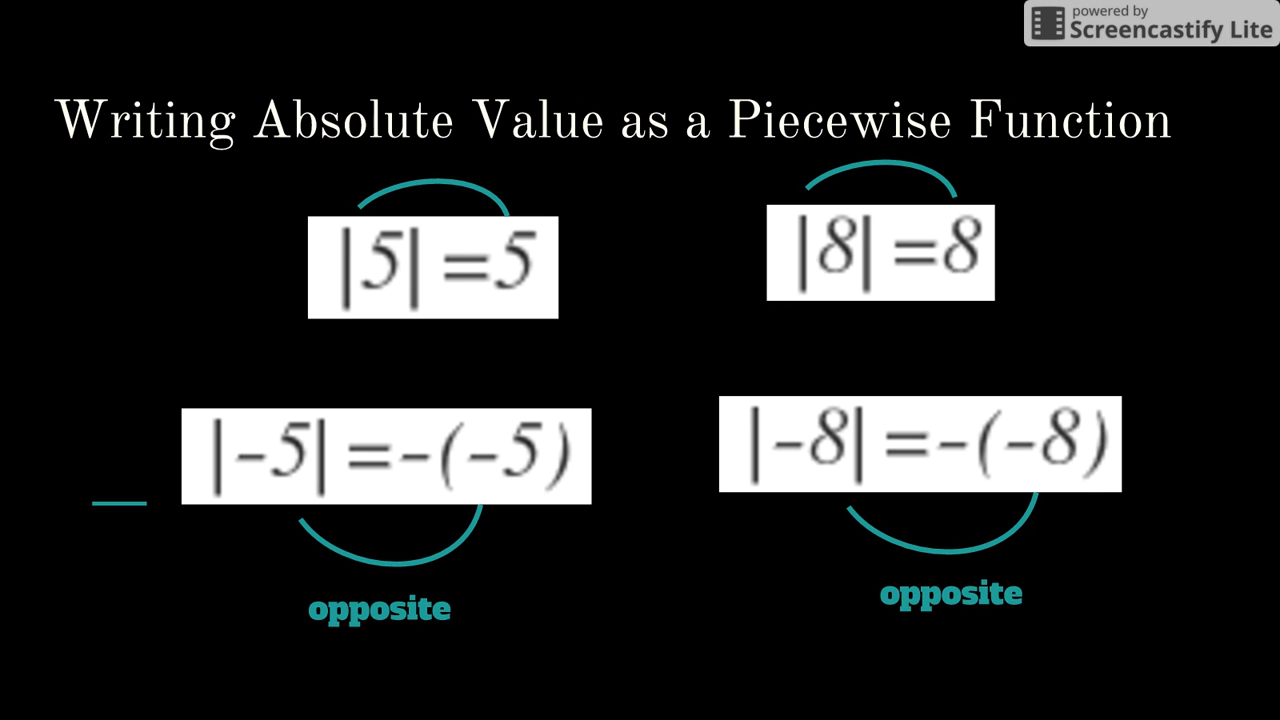 powered by
Screencastify Lite
Writing Absolute Value as a Piecewise Function
|5| =5
|8| =8
|-5| =-(-5)
|-8| =-(-8)
opposite
opposite